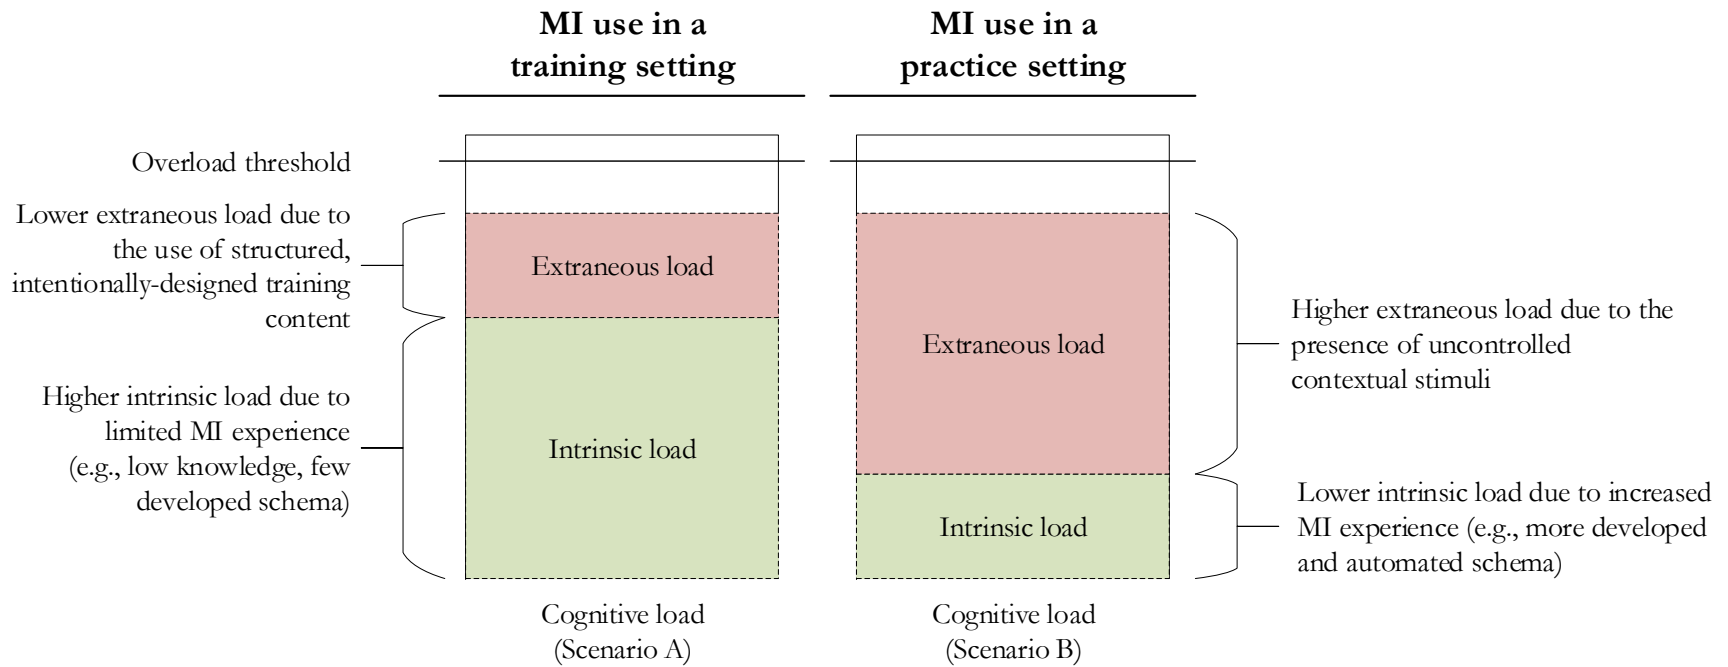 MI use in a
training setting
MI use in a
practice setting
Overload threshold
Lower extraneous load due to
the use of structured,
intentionally-designed training
content
Higher intrinsic load due to
limited MI experience
(e.g., low knowledge, few
developed schema)
Extraneous load
Intrinsic load
Cognitive load
(Scenario A)
Extraneous load
Intrinsic load
Cognitive load
(Scenario B)
Higher extraneous load due to the
presence of uncontrolled
contextual stimuli
Lower intrinsic load due to increased
MI experience (e.g., more developed
and automated schema)